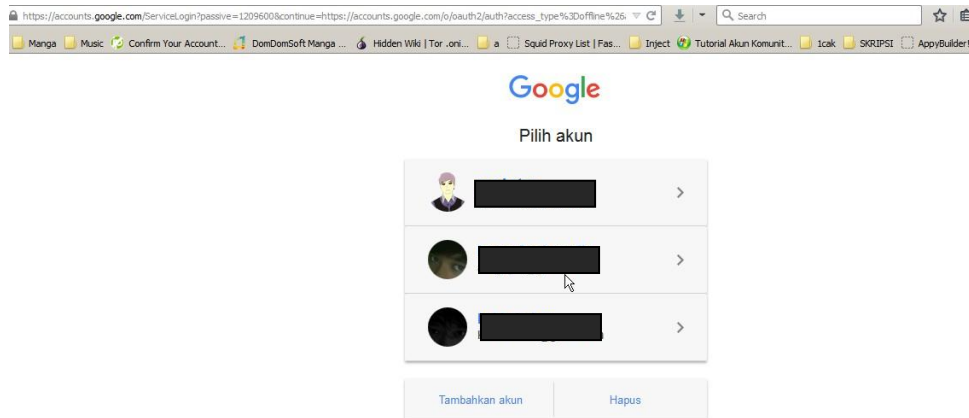 https://accounts.google.com/ServiceLogin?passive=1209600&continue=https://accounts.google.com/o/oauth2/auth?access_type%3Doffline%26 Search
Manga Music Confirm Your Account... DomDomSoft Manga ... Hidden Wiki | Tor .oni... a Squid Proxy List | Fas... Inject Tutorial Akun Komunit... 1cak SKRIPSI AppyBuilder!
Google
Pilih akun
Tambahkan akun Hapus